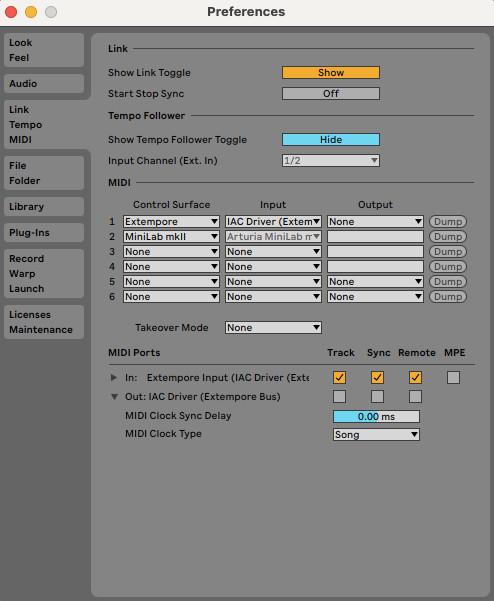 Preferences
Look
Feel
Audio
Link
Tempo
MIDI
File
Folder
Library
Plug-Ins
Record
Warp
Launch
Licenses
Maintenance
Link
Show Link Toggle Show
Start Stop Sync Off
Tempo Follower
Show Tempo Follower Toggle Hide
Input Channel (Ext. In) 1/2
MIDI
Control Surface Input Output
1 Extempore IAC Driver (Extem None Dump
2 MiniLab mkII Arturia MiniLab m Dump
3 None None Dump
4 None None Dump
5 None None None Dump
6 None None None Dump
Takeover Mode None
MIDI Ports Track Sync Remote MPE
In: Extempore Input (IAC Driver (Exte
Out: IAC Driver (Extempore Bus)
MIDI Clock Sync Delay 0.00 ms
MIDI Clock Type Song